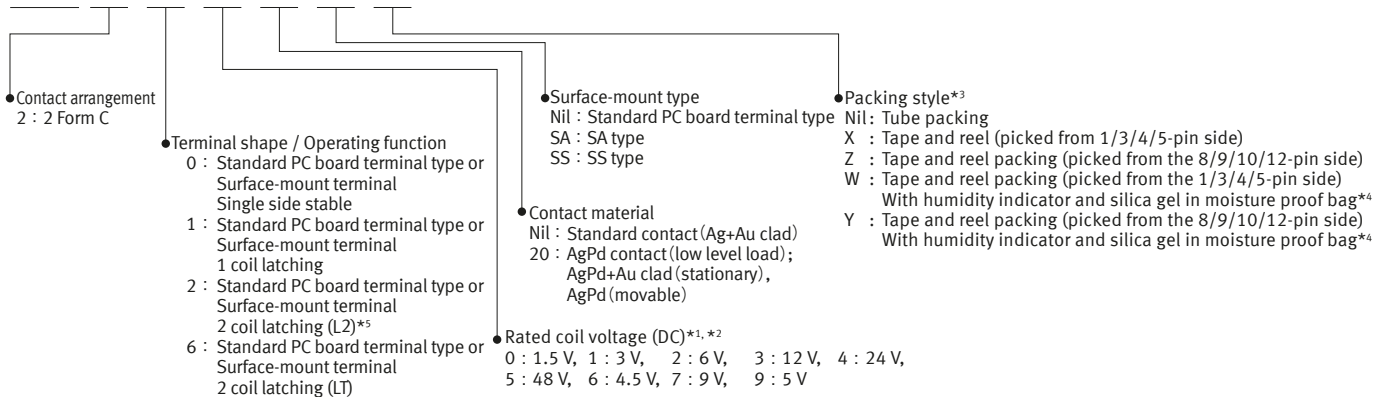 Contact arrangement
2 : 2 Form C
Terminal shape / Operating function
0 : Standard PC board terminal type or
Surface-mount terminal
Single side stable
1 : Standard PC board terminal type or
Surface-mount terminal
1 coil latching
2 : Standard PC board terminal type or
Surface-mount terminal
2 coil latching (L2)*5
6 : Standard PC board terminal type or
Surface-mount terminal
2 coil latching (LT)
Rated coil voltage (DC)*1, *2
0 : 1.5 V, 1 : 3 V, 2 : 6 V, 3 : 12 V, 4 : 24 V,
5 : 48 V, 6 : 4.5 V, 7 : 9 V, 9 : 5 V
Contact material
Nil : Standard contact (Ag+Au clad)
20 : AgPd contact (low level load);
AgPd+Au clad (stationary),
AgPd (movable)
Surface-mount type
Nil : Standard PC board terminal type
SA : SA type
SS : SS type
Packing style*3
Nil : Tube packing
X : Tape and reel (picked from 1/3/4/5-pin side)
Z : Tape and reel packing (picked from the 8/9/10/12-pin side)
W : Tape and reel packing (picked from the 1/3/4/5-pin side)
With humidity indicator and silica gel in moisture proof bag*4
Y : Tape and reel packing (picked from the 8/9/10/12-pin side)
With humidity indicator and silica gel in moisture proof bag*4